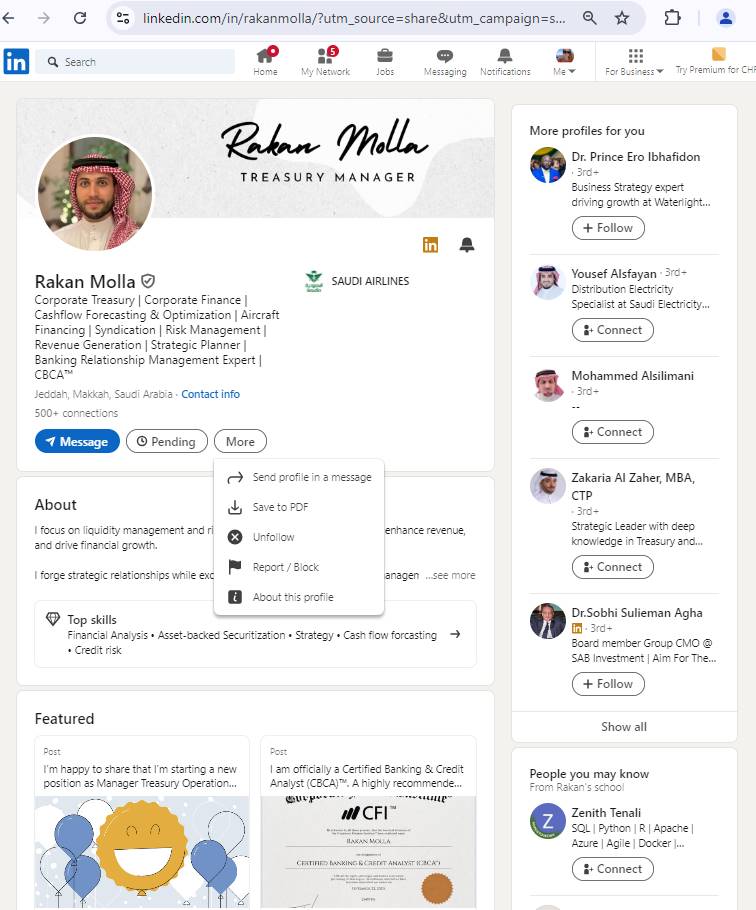 linkedin.com/in/rakanmolla/?utm_source=share&utm_campaign=s...
in
Search
Home
5
My Network
Jobs
Messaging
Notifications
Me
For Business
Try Premium for CHF
Rakan Molla
TREASURY MANAGER
in
Rakan Molla
SAUDI AIRLINES
Corporate Treasury | Corporate Finance |
Cashflow Forecasting & Optimization | Aircraft
Financing | Syndication | Risk Management |
Revenue Generation | Strategic Planner |
Banking Relationship Management Expert |
CBCA™
Jeddah, Makkah, Saudi Arabia · Contact info
500+ connections
Message
Pending
More
Send profile in a message
Save to PDF
Unfollow
Report / Block
About this profile
About
I focus on liquidity management and ri
enhance revenue,
and drive financial growth.
I forge strategic relationships while exc
anagem ...see more
Top skills
Financial Analysis • Asset-backed Securitization • Strategy • Cash flow forcasting
• Credit risk
Featured
Post
I'm happy to share that I'm starting a new
position as Manager Treasury Operation...
Post
I am officially a Certified Banking & Credit
Analyst (CBCA)™. A highly recommende...
CFI™
RAKAN MOLLA
CERTIFIED BANKING & CREDIT ANALYST (CBCA)™
More profiles for you
Dr. Prince Ero Ibhafidon
· 3rd+
Business Strategy expert
driving growth at Waterlight...
+ Follow
Yousef Alsfayan · 3rd+
Distribution Electricity
Specialist at Saudi Electricity...
Connect
Mohammed Alsilimani
· 3rd+
--
Connect
Zakaria Al Zaher, MBA,
CTP
· 3rd+
Strategic Leader with deep
knowledge in Treasury and...
Connect
Dr.Sobhi Sulieman Agha
in · 3rd+
Board member Group CMO @
SAB Investment | Aim For The...
+ Follow
Show all
People you may know
From Rakan's school
Z
Zenith Tenali
SQL | Python | R | Apache |
Azure | Agile | Docker |...
Connect